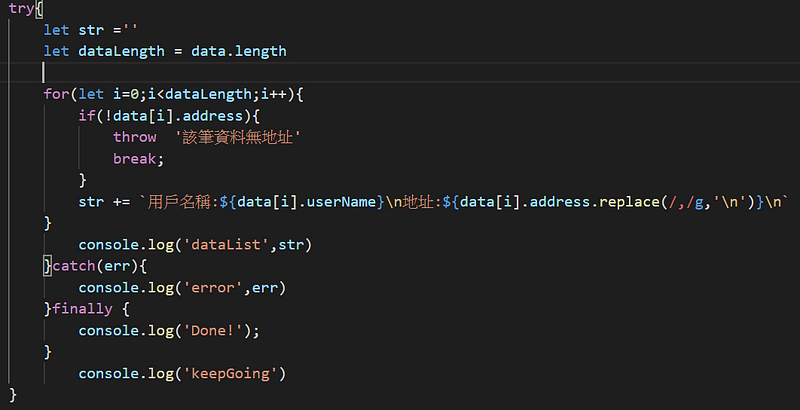 try{
let str =''
let dataLength = data.length
for(let i=0;i<dataLength;i++){
if(!data[i].address){
throw  '該筆資料無地址'
break;
}
str += `用戶名稱:${data[i].userName}\n地址:${data[i].address.replace(/,/g,'\n')}\n`
}
console.log('dataList',str)
}catch(err){
console.log('error',err)
}finally {
console.log('Done!');
}
console.log('keepGoing')
}